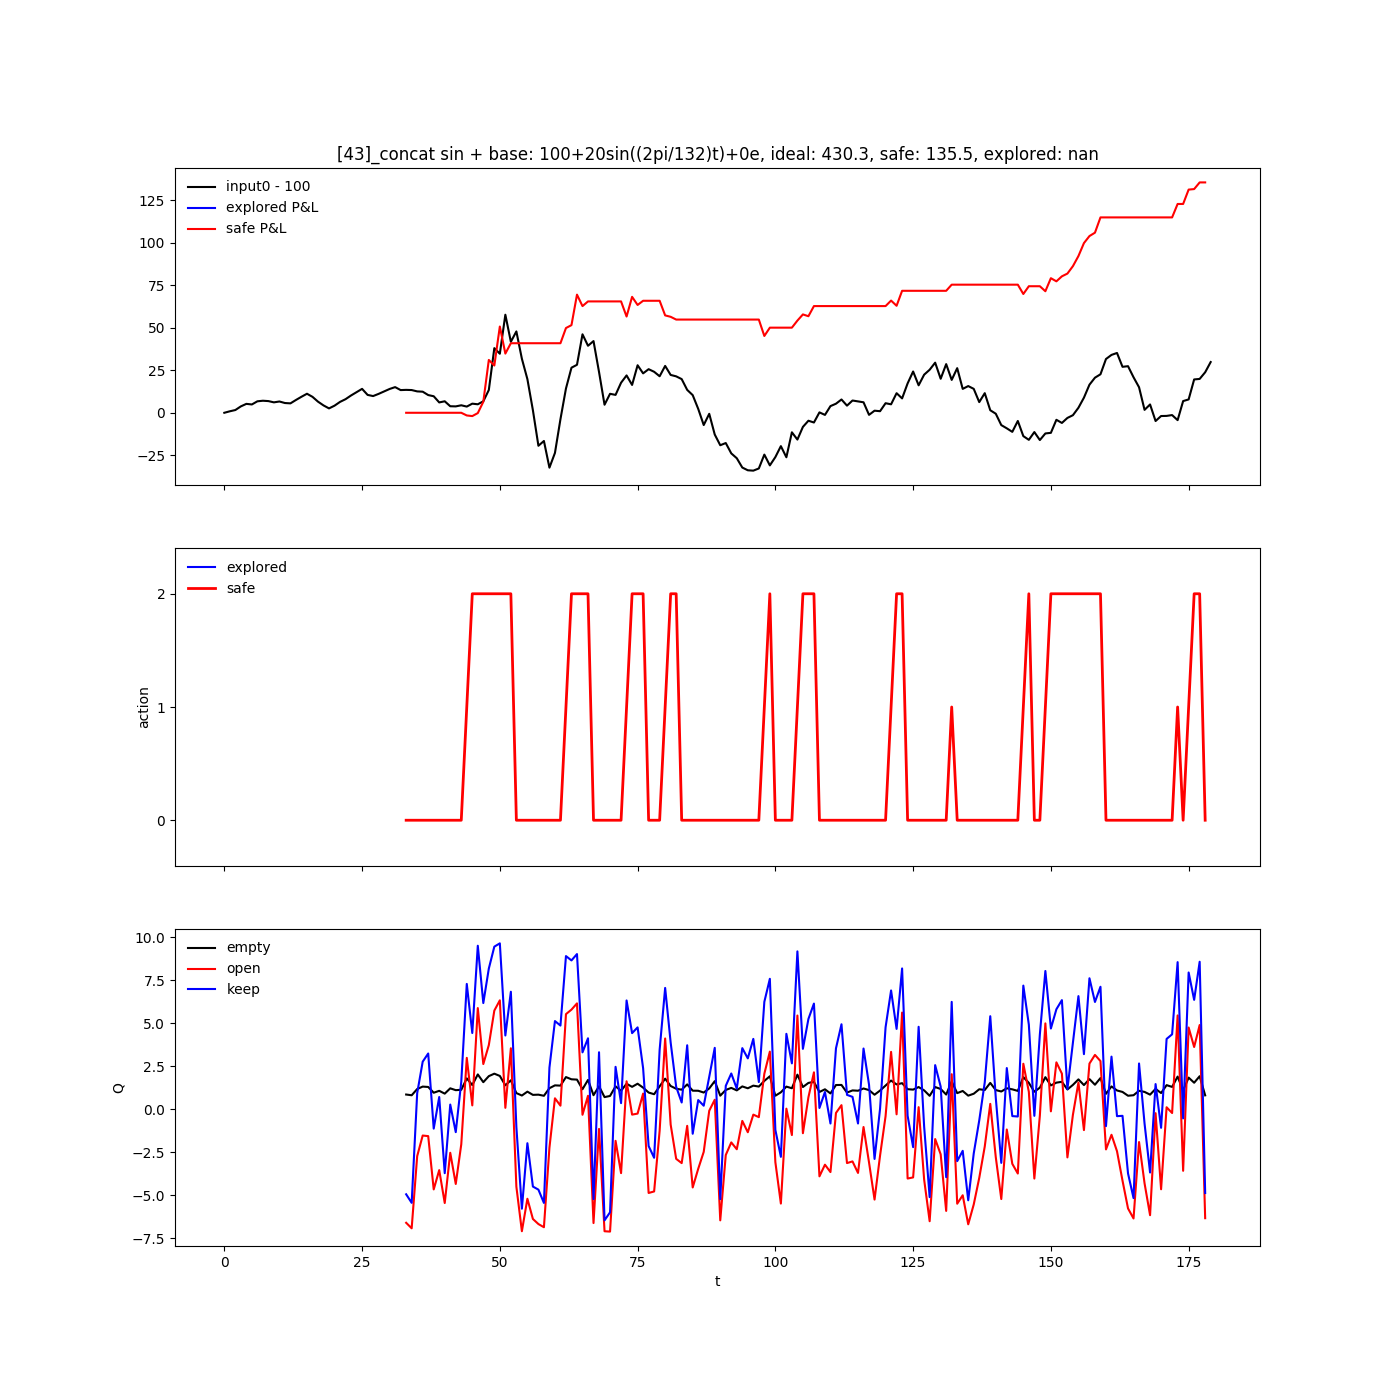 [43]_concat sin + base: 100+20sin((2pi/132)t)+0e, ideal: 430.3, safe: 135.5, explored: nan
input0 - 100
explored P&L
safe P&L
125
100
75
50
25
0
−25
explored
safe
2
1
0
action
empty
open
keep
10.0
7.5
5.0
2.5
0.0
−2.5
−5.0
−7.5
Q
0 25 50 75 100 125 150 175
t